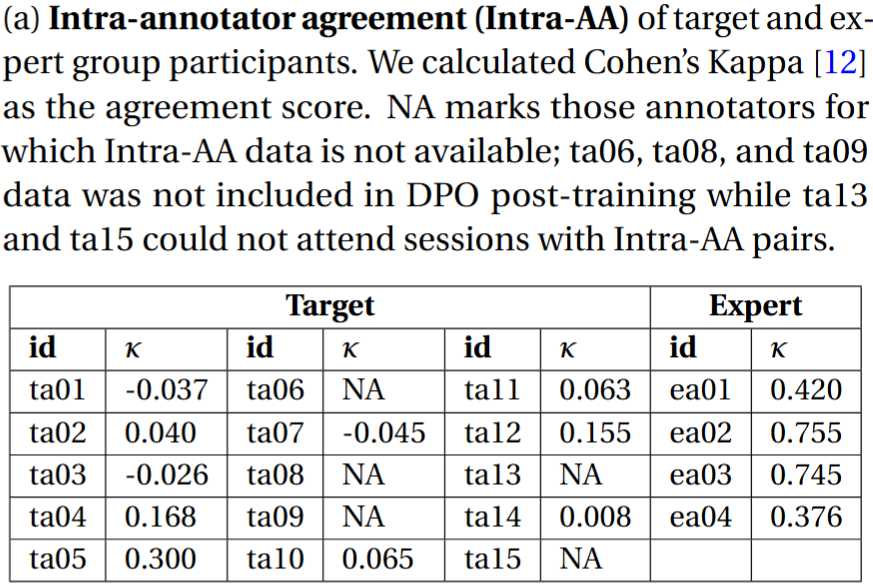 (a) Intra-annotator agreement (Intra-AA) of target and ex-
pert group participants. We calculated Cohen's Kappa [12]
as the agreement score. NA marks those annotators for
which Intra-AA data is not available; ta06, ta08, and ta09
data was not included in DPO post-training while ta13
and ta15 could not attend sessions with Intra-AA pairs.
Target Expert
id κ id κ id κ id κ
ta01 -0.037 ta06 NA ta11 0.063 ea01 0.420
ta02 0.040 ta07 -0.045 ta12 0.155 ea02 0.755
ta03 -0.026 ta08 NA ta13 NA ea03 0.745
ta04 0.168 ta09 NA ta14 0.008 ea04 0.376
ta05 0.300 ta10 0.065 ta15 NA